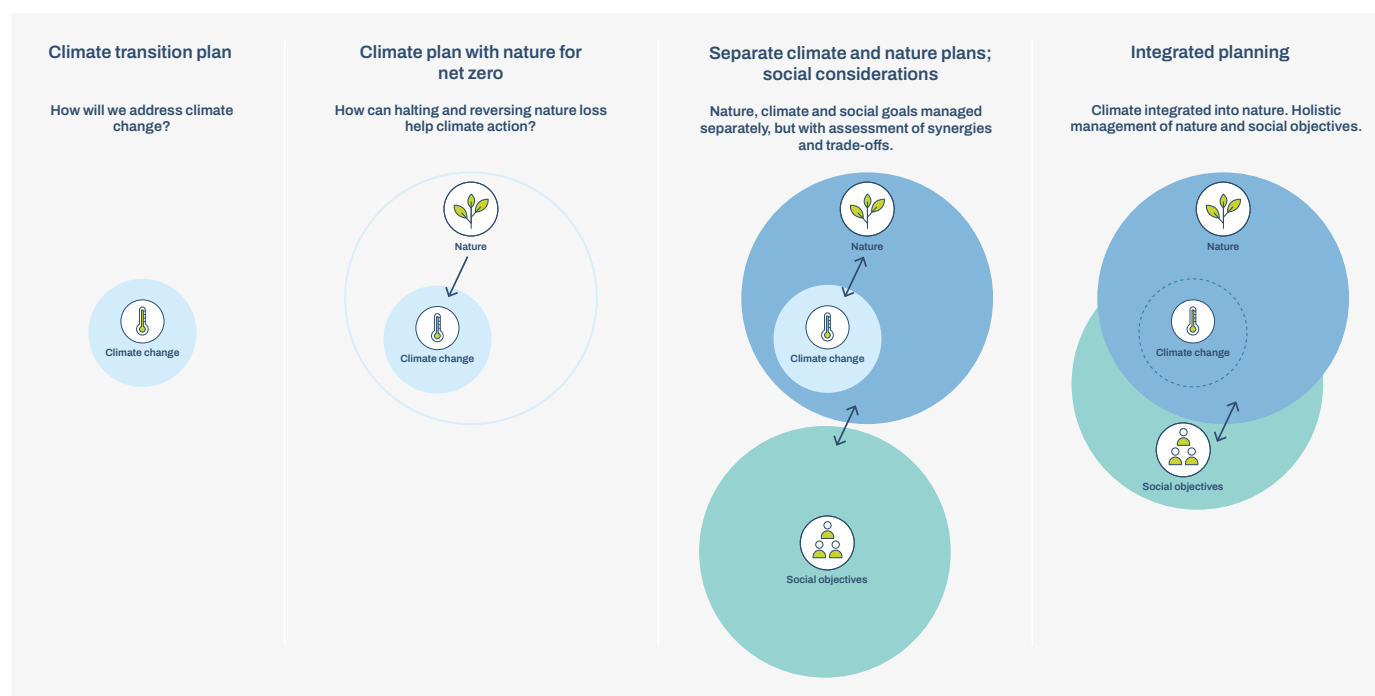 Climate transition plan
How will we address climate
change?
Climate change
Climate plan with nature for
net zero
How can halting and reversing nature loss
help climate action?
Nature
Climate change
Separate climate and nature plans;
social considerations
Nature, climate and social goals managed
separately, but with assessment of synergies
and trade-offs.
Nature
Climate change
Social objectives
Integrated planning
Climate integrated into nature. Holistic
management of nature and social objectives.
Nature
Climate change
Social objectives